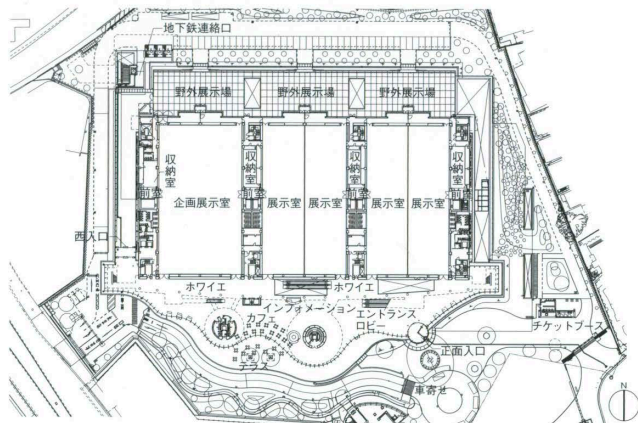 地下鉄連絡口
野外展示場 野外展示場 野外展示場
収納室
収納室
収納室
収納室
前室
企画展示室
前室
展示室
展示室
前室
展示室
展示室
前室
西入口
ホワイエ
ホワイエ
インフォメーション
カフェ
エントランス
ロビー
テラス
チケットブース
正面入口
車寄せ
N